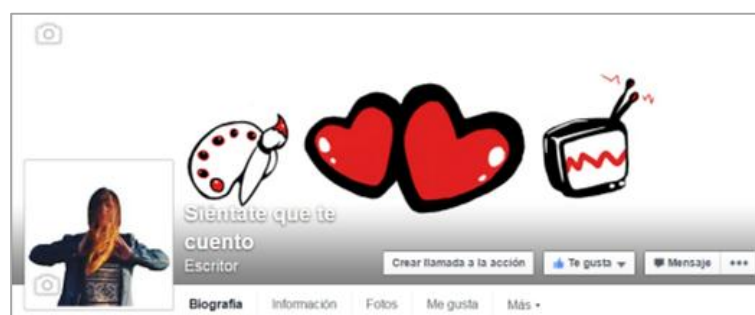 Siéntate que te
cuento
Escritor
Crear llamada a la acción
Te gusta
Mensaje
Biografía
Información
Fotos
Me gusta
Más